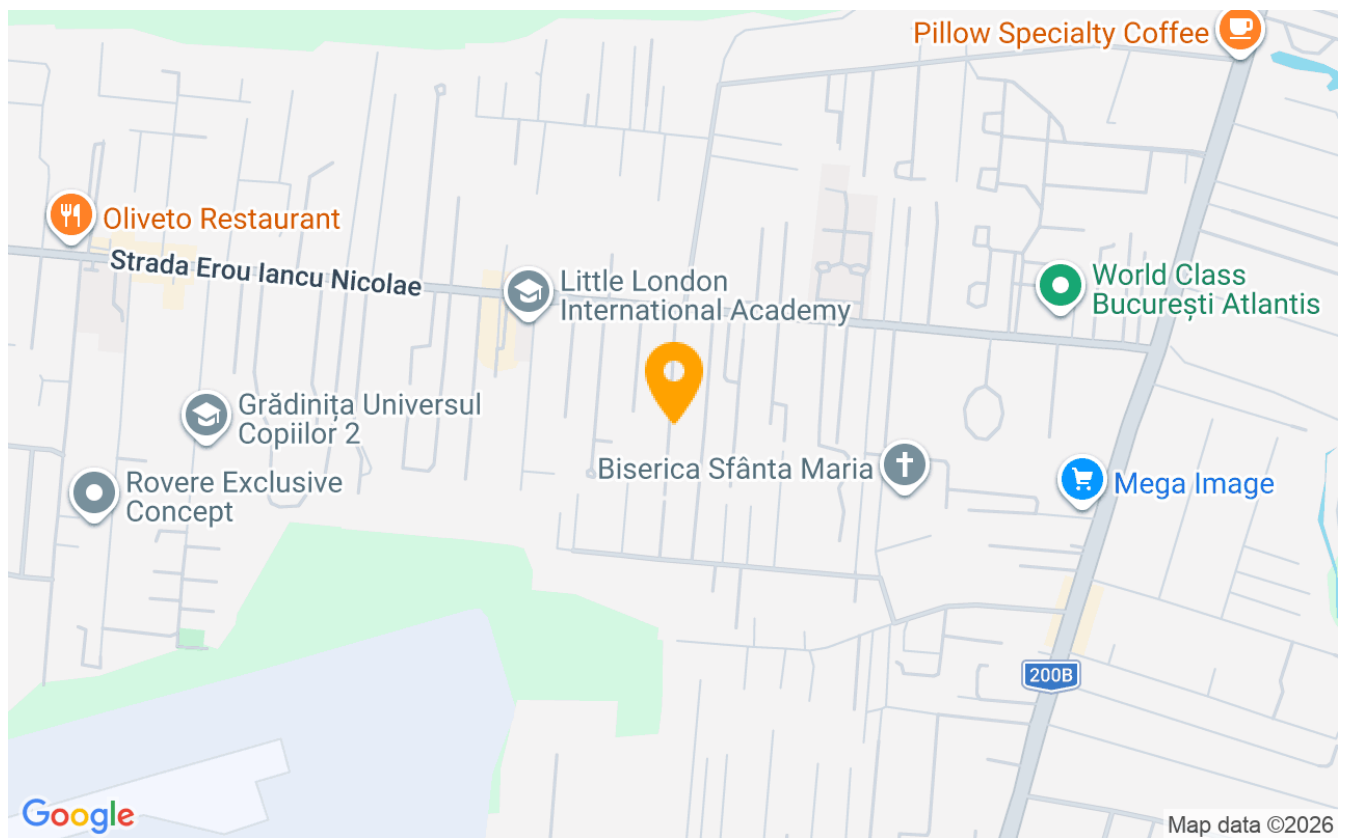 Pillow Specialty Coffee
Oliveto Restaurant
Strada Erou Iancu Nicolae
Little London
International Academy
World Class
București Atlantis
Grădinița Universul
Copiilor 2
Biserica Sfânta Maria
Mega Image
Rovere Exclusive
Concept
200B
Google
Map data ©2026